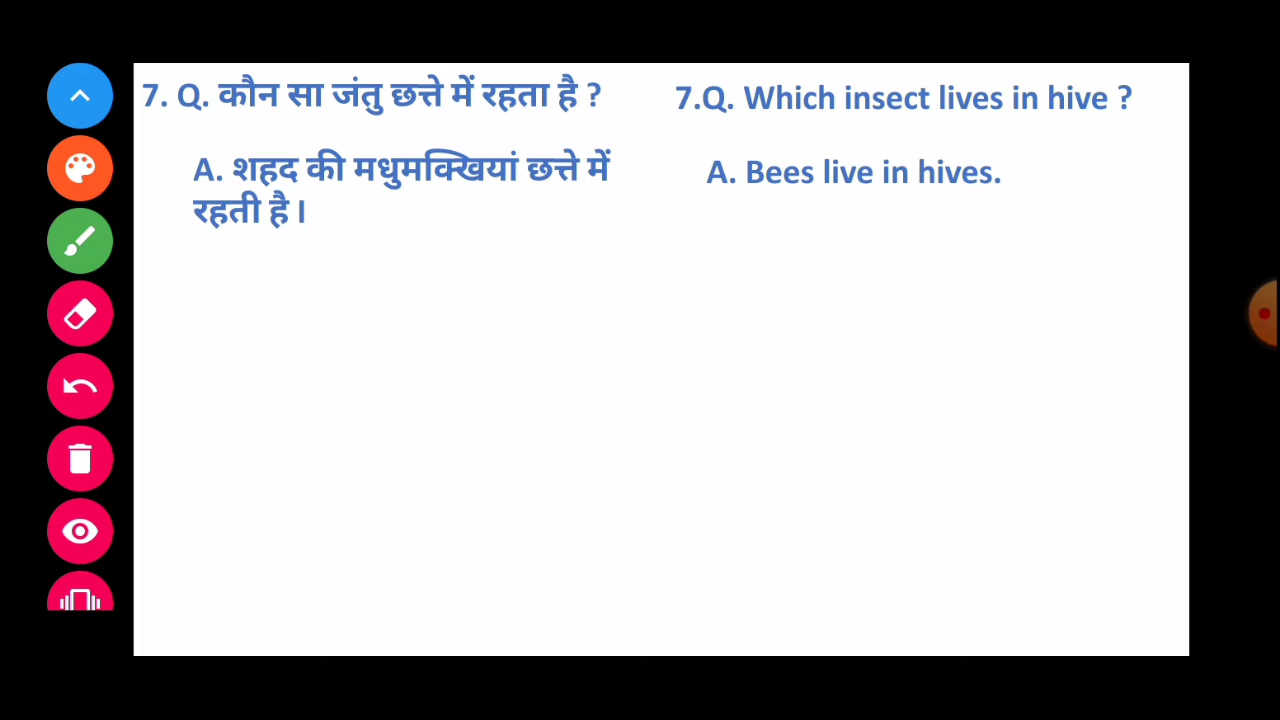 7. Q. कौन सा जंतु छत्ते में रहता है ?
A. शहद की मधुमक्खियां छत्ते में
रहती है I
7.Q. Which insect lives in hive ?
A. Bees live in hives.